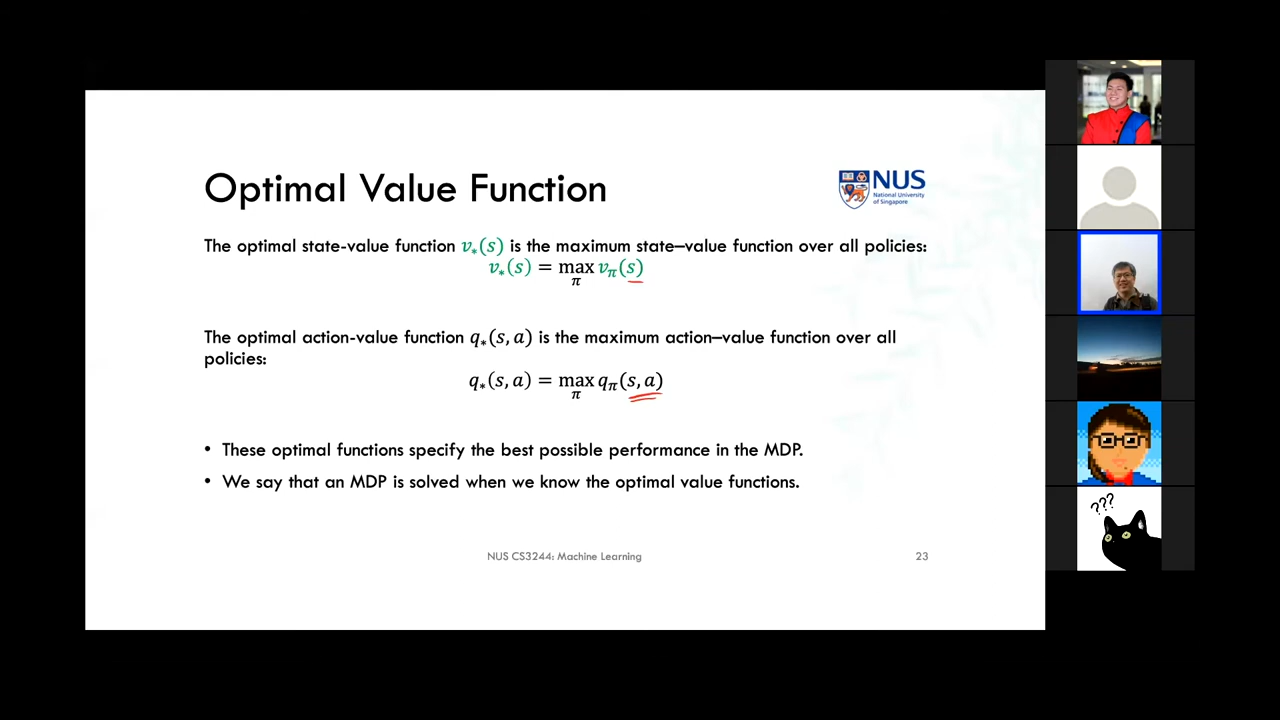 Optimal Value Function
NUS
National University
of Singapore
The optimal state-value function v∗(s) is the maximum state–value function over all policies:
v∗(s) = max vπ(s)
π
The optimal action-value function q∗(s, a) is the maximum action–value function over all
policies:
q∗(s, a) = max qπ(s, a)
π
• These optimal functions specify the best possible performance in the MDP.
• We say that an MDP is solved when we know the optimal value functions.
NUS CS3244: Machine Learning
23
???